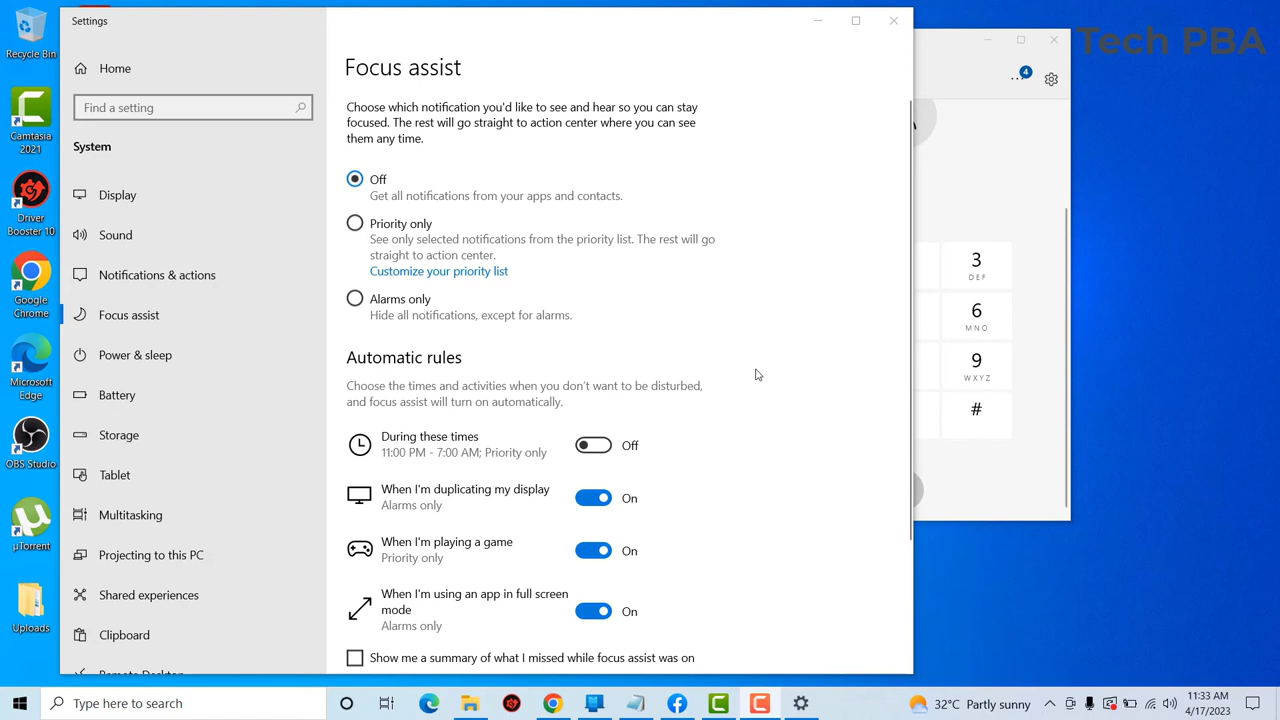 Recycle Bin
Camtasia
2021
Driver
Booster 10
Google
Chrome
Microsoft
Edge
OBS Studio
µTorrent
Uploads
Settings
Home
Find a setting
System
Display
Sound
Notifications & actions
Focus assist
Power & sleep
Battery
Storage
Tablet
Multitasking
Projecting to this PC
Shared experiences
Clipboard
Remote Desktop
Focus assist
Choose which notification you'd like to see and hear so you can stay
focused. The rest will go straight to action center where you can see
them any time.
Off
Get all notifications from your apps and contacts.
Priority only
See only selected notifications from the priority list. The rest will go
straight to action center.
Customize your priority list
Alarms only
Hide all notifications, except for alarms.
Automatic rules
Choose the times and activities when you don't want to be disturbed,
and focus assist will turn on automatically.
During these times
11:00 PM - 7:00 AM; Priority only
Off
When I'm duplicating my display
Alarms only
On
When I'm playing a game
Priority only
On
When I'm using an app in full screen
mode
Alarms only
On
Show me a summary of what I missed while focus assist was on
Tech PBA
4
3
DEF
6
MNO
9
WXYZ
#
Type here to search
32°C Partly sunny
11:33 AM
4/17/2023